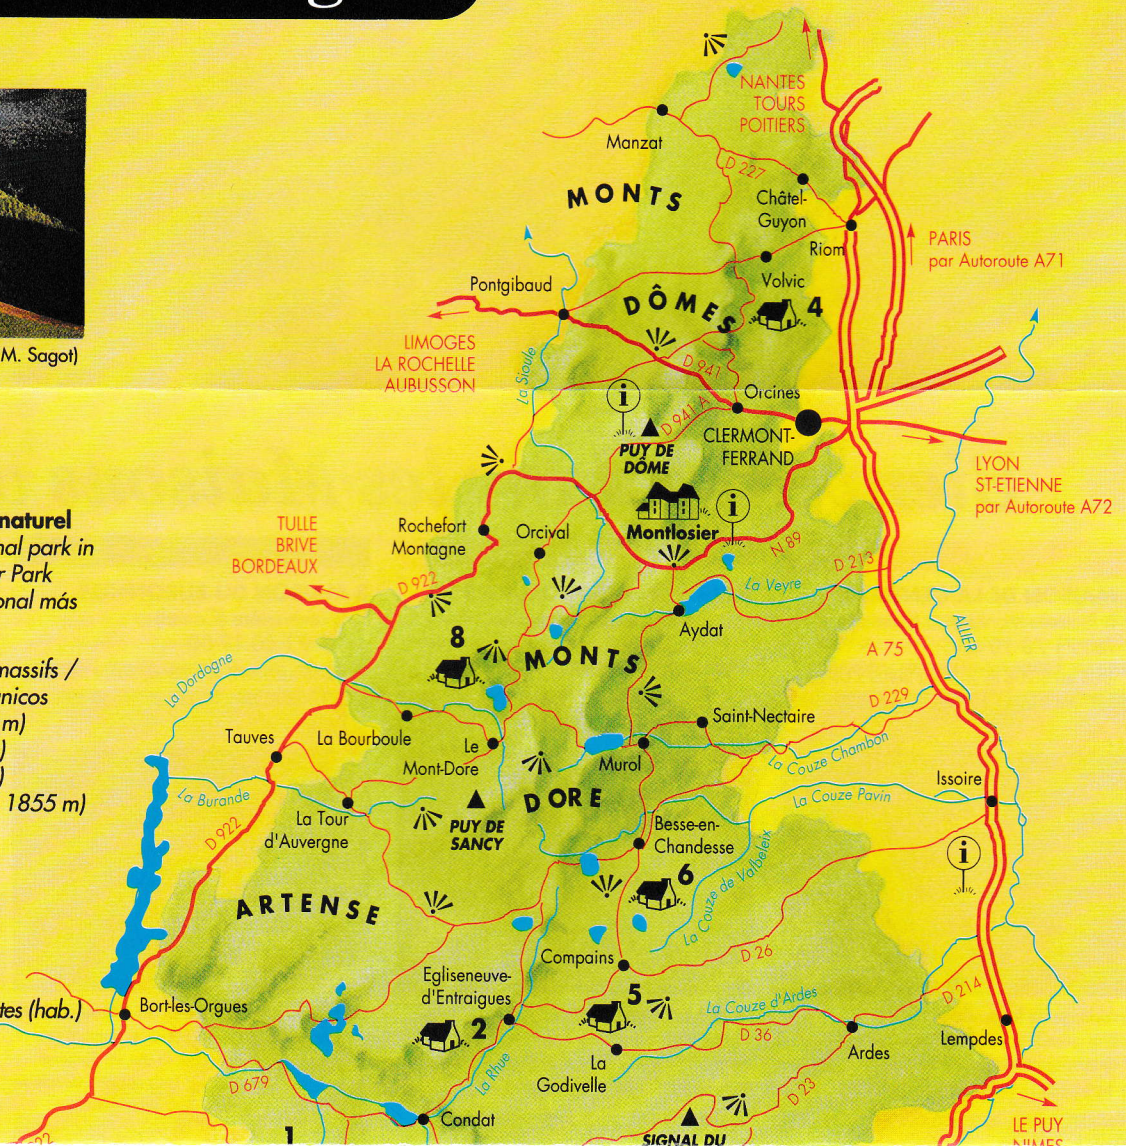 M. Sagot)
naturel
nal park in
r Park
onal más
massifs /
m)
)
)
1855 m)
tes (hab.)
NANTES
TOURS
POITIERS
Manzat
D 227
MONTS
Châtel-
Guyon
Riom
PARIS
par Autoroute A71
Pontgibaud
Volvic
DÔMES
4
LIMOGES
LA ROCHELLE
AUBUSSON
La Sioule
D 941
Orcines
i
D 941 A
PUY DE
DÔME
CLERMONT-
FERRAND
LYON
ST-ETIENNE
par Autoroute A72
TULLE
BRIVE
BORDEAUX
Rochefort
Montagne
Orcival
Montlosier
i
N 89
D 922
La Veyre
D 213
Aydat
ALLIER
8
MONTS
A 75
La Dordogne
D 229
Saint-Nectaire
Tauves
La Bourboule
Le
Mont-Dore
Murol
La Couze Chambon
Issoire
La Burande
La Couze Pavin
DORE
La Tour
d'Auvergne
D 922
PUY DE
SANCY
Besse-en-
Chandesse
La Couze de Valbeleix
i
6
ARTENSE
Compains
D 26
Egliseneuve-
d'Entraigues
Bort-les-Orgues
5
La Couze d'Ardes
D 214
2
D 36
Ardes
Lempdes
La
Godivelle
La Rhue
D 679
D 23
Condat
1
SIGNAL DU
LE PUY
NIMES